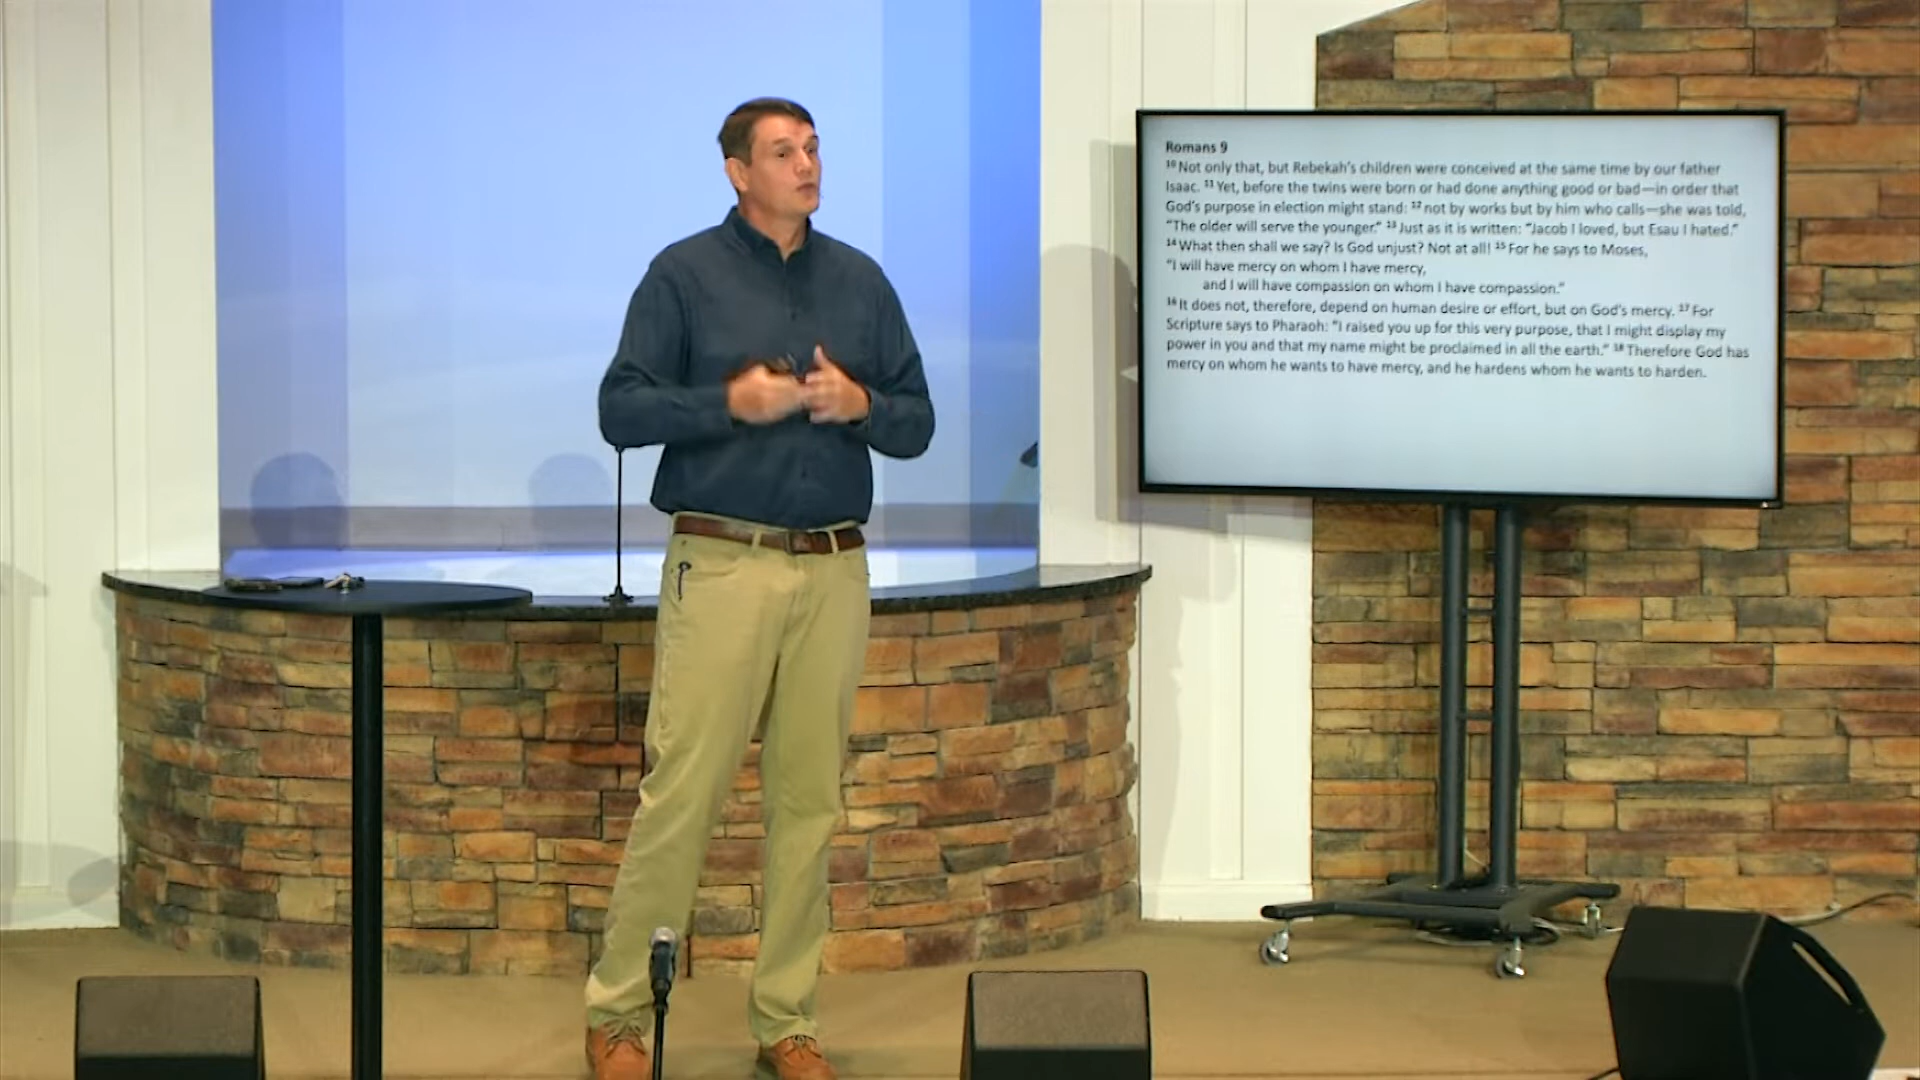 Romans 9
¹⁰ Not only that, but Rebekah's children were conceived at the same time by our father
Isaac. ¹¹ Yet, before the twins were born or had done anything good or bad—in order that
God's purpose in election might stand: ¹² not by works but by him who calls—she was told,
"The older will serve the younger." ¹³ Just as it is written: "Jacob I loved, but Esau I hated."
¹⁴ What then shall we say? Is God unjust? Not at all! ¹⁵ For he says to Moses,
"I will have mercy on whom I have mercy,
and I will have compassion on whom I have compassion."
¹⁶ It does not, therefore, depend on human desire or effort, but on God's mercy. ¹⁷ For
Scripture says to Pharaoh: "I raised you up for this very purpose, that I might display my
power in you and that my name might be proclaimed in all the earth." ¹⁸ Therefore God has
mercy on whom he wants to have mercy, and he hardens whom he wants to harden.